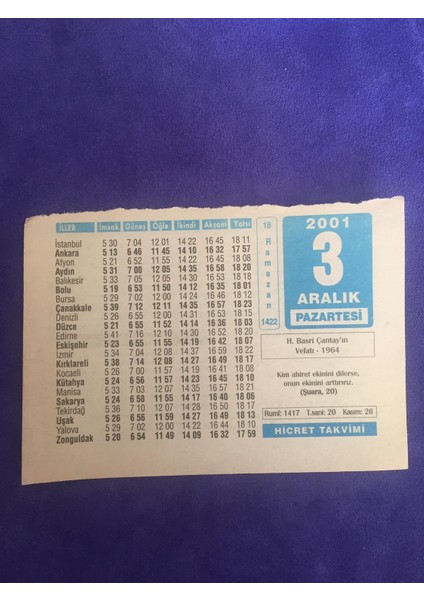 İLLER İmsak Güneş Öğle İkindi Akşam Yatsı
İstanbul 5 30 7 04 12 01 14 22 16 45 18 11
Ankara 5 13 6 46 11 45 14 10 16 32 17 57
Afyon 5 21 6 52 11 55 14 22 16 45 18 08
Aydın 5 31 7 00 12 05 14 35 16 58 18 20
Balıkesir 5 33 7 05 12 05 14 30 16 53 18 18
Bolu 5 19 6 53 11 50 14 12 16 35 18 01
Bursa 5 29 7 02 12 00 14 24 16 46 18 12
Çanakkale 5 39 7 12 12 11 14 35 16 57 18 23
Denizli 5 26 6 55 12 00 14 31 16 53 18 15
Düzce 5 21 6 55 11 52 14 14 16 36 18 03
Edirne 5 41 7 16 12 10
Eskişehir 5 23 6 55 11 55 14 19 16 42 18 07
İzmir 5 34 7 04 12 08 14 37 16 59 18 22
Kırklareli 5 38 7 14 12 08 14 27 16 49 18 17
Kocaeli 5 26 7 00 11 57 14 19 16 41 18 08
Kütahya 5 24 6 56 11 57 14 23 16 45 18 10
Manisa 5 33 7 03 12 07 14 35 16 57 18 21
Sakarya 5 24 6 58 11 55 14 17 16 40 18 06
Tekirdağ 5 36 7 10 12 07 14 28 16 50 18 17
Uşak 5 26 6 56 11 59 14 27 16 49 18 13
Yalova 5 29 7 02 12 00 14 22 16 44 18 10
Zonguldak 5 20 6 54 11 49 14 09 16 32 17 59
18
Ramazan
1422
2001
3
ARALIK
PAZARTESİ
H. Basri Çantay'ın
Vefatı - 1964
Kim ahiret ekinini dilerse,
onun ekinini arttırırız.
(Şuara, 20)
Rumî: 1417 T.sani: 20 Kasım: 26
HİCRET TAKVİMİ